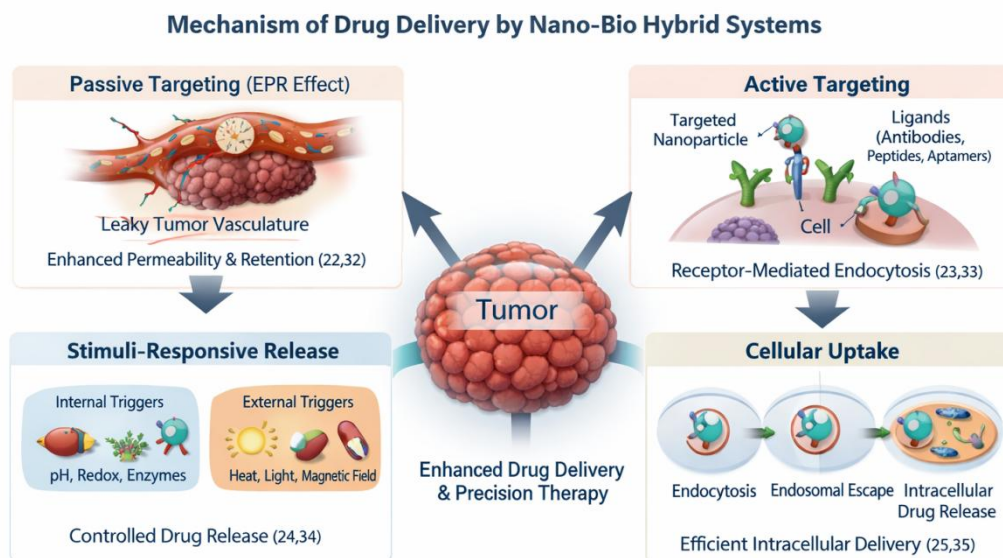 Mechanism of Drug Delivery by Nano-Bio Hybrid Systems
Passive Targeting (EPR Effect)
Leaky Tumor Vasculature
Enhanced Permeability & Retention (22,32)
Active Targeting
Targeted
Nanoparticle
Ligands
(Antibodies,
Peptides, Aptamers)
Cell
Receptor-Mediated Endocytosis (23,33)
Tumor
Stimuli-Responsive Release
Internal Triggers
pH, Redox, Enzymes
External Triggers
Heat, Light, Magnetic Field
Controlled Drug Release (24,34)
Enhanced Drug Delivery
& Precision Therapy
Cellular Uptake
Endocytosis
Endosomal Escape
Intracellular
Drug Release
Efficient Intracellular Delivery (25,35)